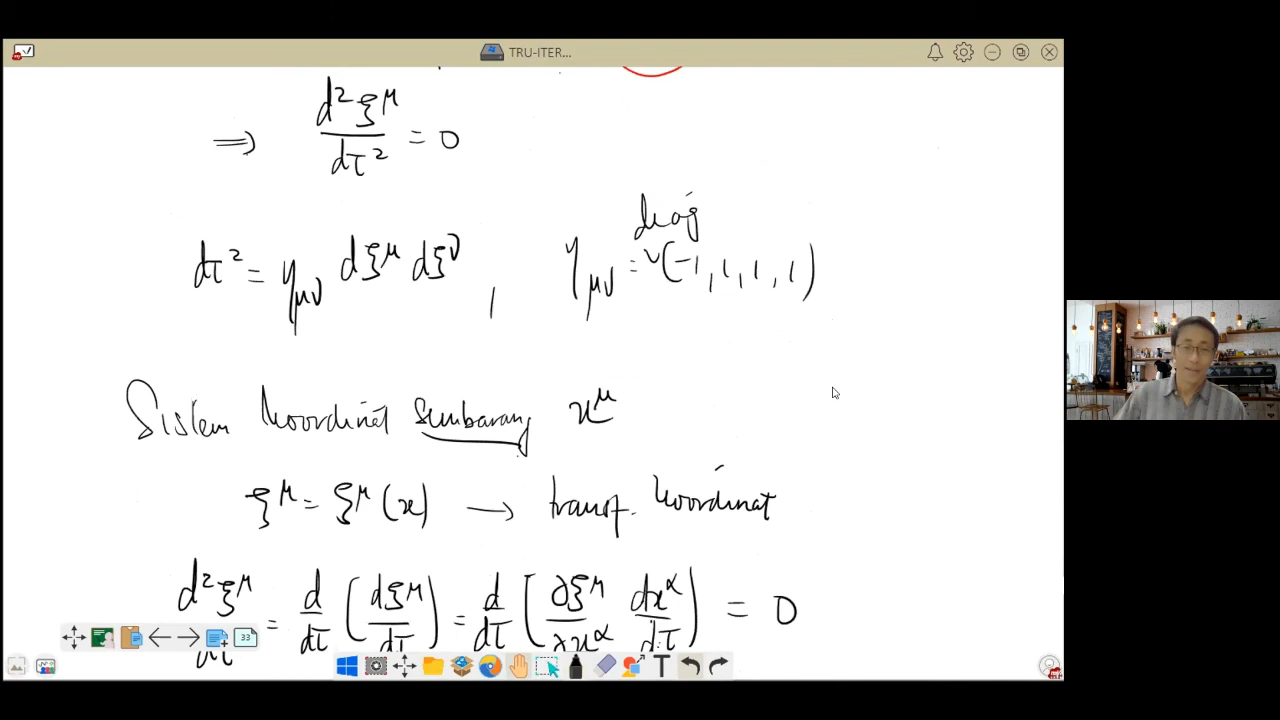 TRU-ITER...
⟹ d²ξ^μ/dτ² = 0
dτ² = η_μν dξ^μ dξ^ν , η_μν = diag (-1, 1, 1, 1)
Sistem koordinat sembarang x^μ
ξ^μ = ξ^μ(x) → transf. koordinat
d²ξ^μ/dτ² = d/dτ (dξ^μ/dτ) = d/dτ (∂ξ^μ/∂x^α dx^α/dτ) = 0
33